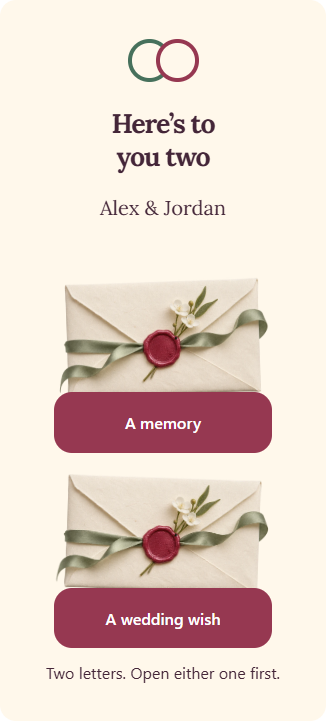 Here’s to
you two
Alex & Jordan
A memory
A wedding wish
Two letters. Open either one first.